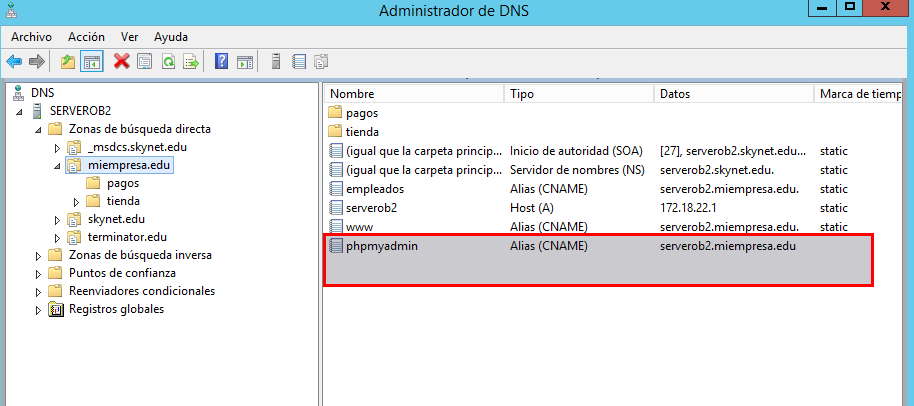 Administrador de DNS
Archivo Acción Ver Ayuda
DNS
SERVEROB2
Zonas de búsqueda directa
_msdcs.skynet.edu
miempresa.edu
pagos
tienda
skynet.edu
terminator.edu
Zonas de búsqueda inversa
Puntos de confianza
Reenviadores condicionales
Registros globales
Nombre Tipo Datos Marca de tiemp
pagos
tienda
(igual que la carpeta princip... Inicio de autoridad (SOA) [27], serverob2.skynet.edu... static
(igual que la carpeta princip... Servidor de nombres (NS) serverob2.skynet.edu. static
empleados Alias (CNAME) serverob2.miempresa.edu. static
serverob2 Host (A) 172.18.22.1 static
www Alias (CNAME) serverob2.miempresa.edu. static
phpmyadmin Alias (CNAME) serverob2.miempresa.edu